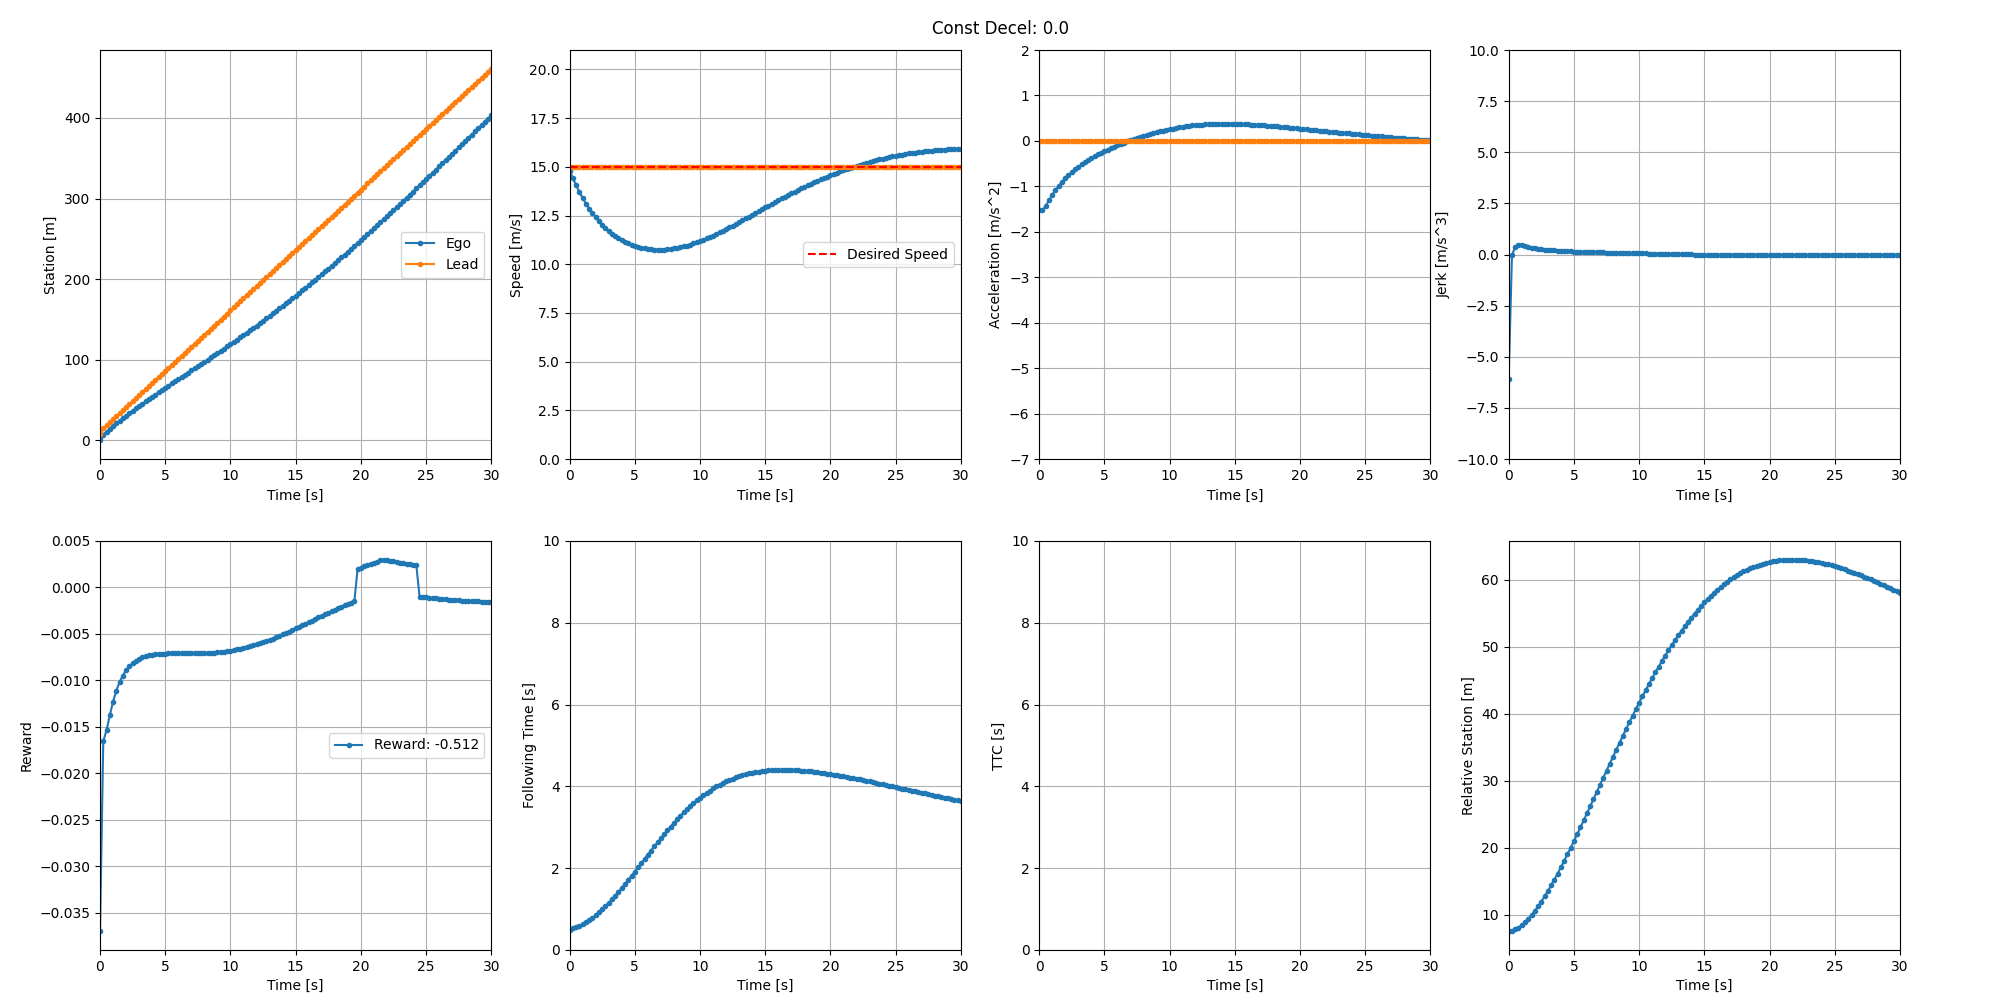 Const Decel: 0.0
Station [m]
400
300
200
100
0
Ego
Lead
0 5 10 15 20 25 30
Time [s]
Speed [m/s]
20.0
17.5
15.0
12.5
10.0
7.5
5.0
2.5
0.0
Desired Speed
0 5 10 15 20 25 30
Time [s]
Acceleration [m/s^2]
2
1
0
−1
−2
−3
−4
−5
−6
−7
0 5 10 15 20 25 30
Time [s]
Jerk [m/s^3]
10.0
7.5
5.0
2.5
0.0
−2.5
−5.0
−7.5
−10.0
0 5 10 15 20 25 30
Time [s]
Reward
0.005
0.000
−0.005
−0.010
−0.015
−0.020
−0.025
−0.030
−0.035
Reward: -0.512
0 5 10 15 20 25 30
Time [s]
Following Time [s]
10
8
6
4
2
0
0 5 10 15 20 25 30
Time [s]
TTC [s]
10
8
6
4
2
0
0 5 10 15 20 25 30
Time [s]
Relative Station [m]
60
50
40
30
20
10
0 5 10 15 20 25 30
Time [s]